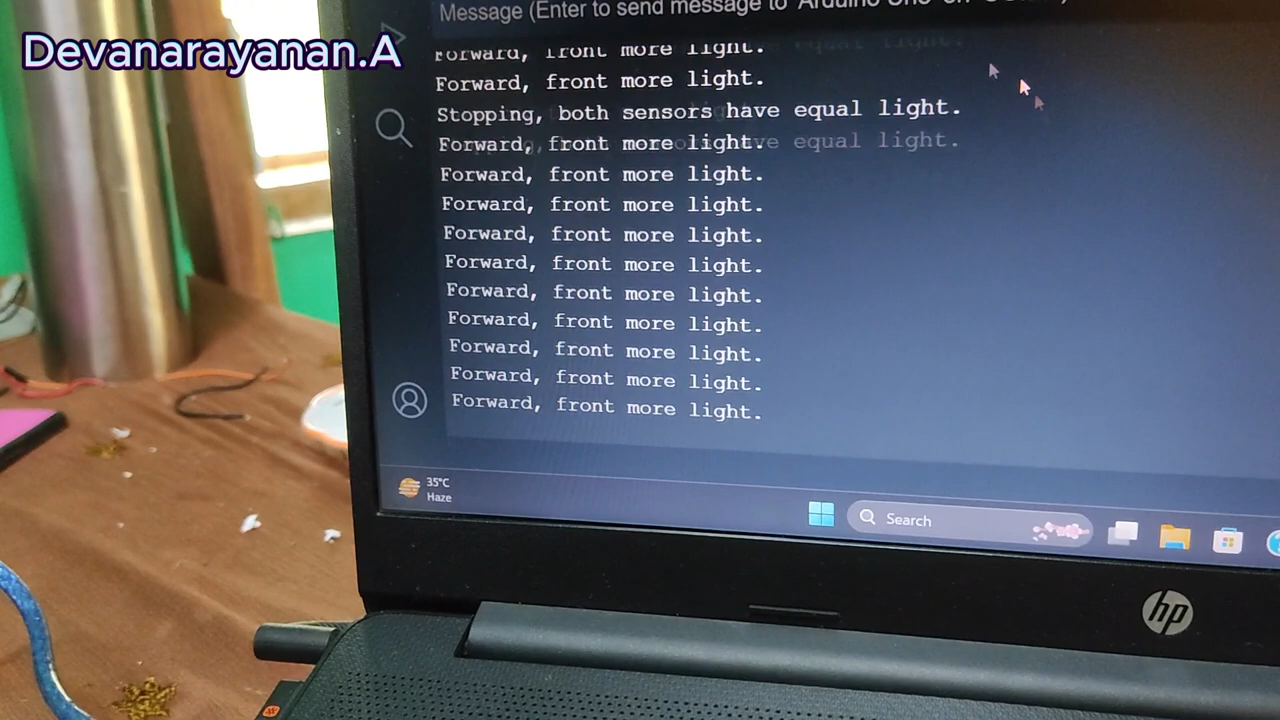 Devanarayanan.A
Message (Enter to send message to 'Arduino Uno' on
Forward, front more light.
Forward, front more light.
Stopping, both sensors have equal light.
Forward, front more light.
Forward, front more light.
Forward, front more light.
Forward, front more light.
Forward, front more light.
Forward, front more light.
Forward, front more light.
Forward, front more light.
Forward, front more light.
Forward, front more light.
35°C
Haze
Search
hp